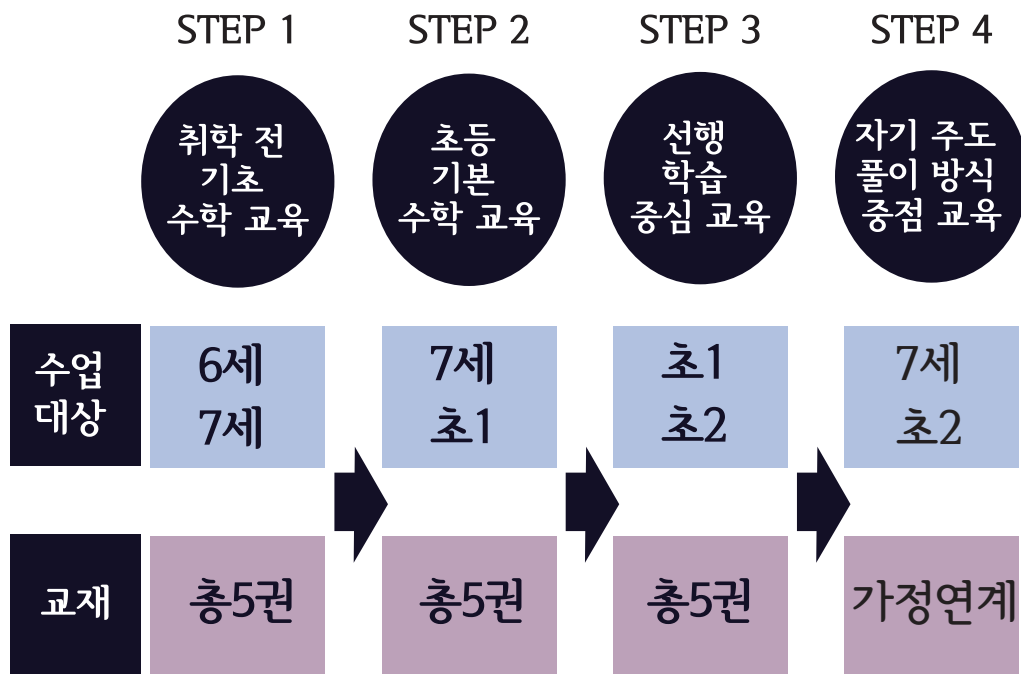 STEP 1
STEP 2
STEP 3
STEP 4
취학 전
기초
수학 교육
초등
기본
수학 교육
선행
학습
중심 교육
자기 주도
풀이 방식
중점 교육
수업
대상
6세
7세
7세
초1
초1
초2
7세
초2
교재
총5권
총5권
총5권
가정연계